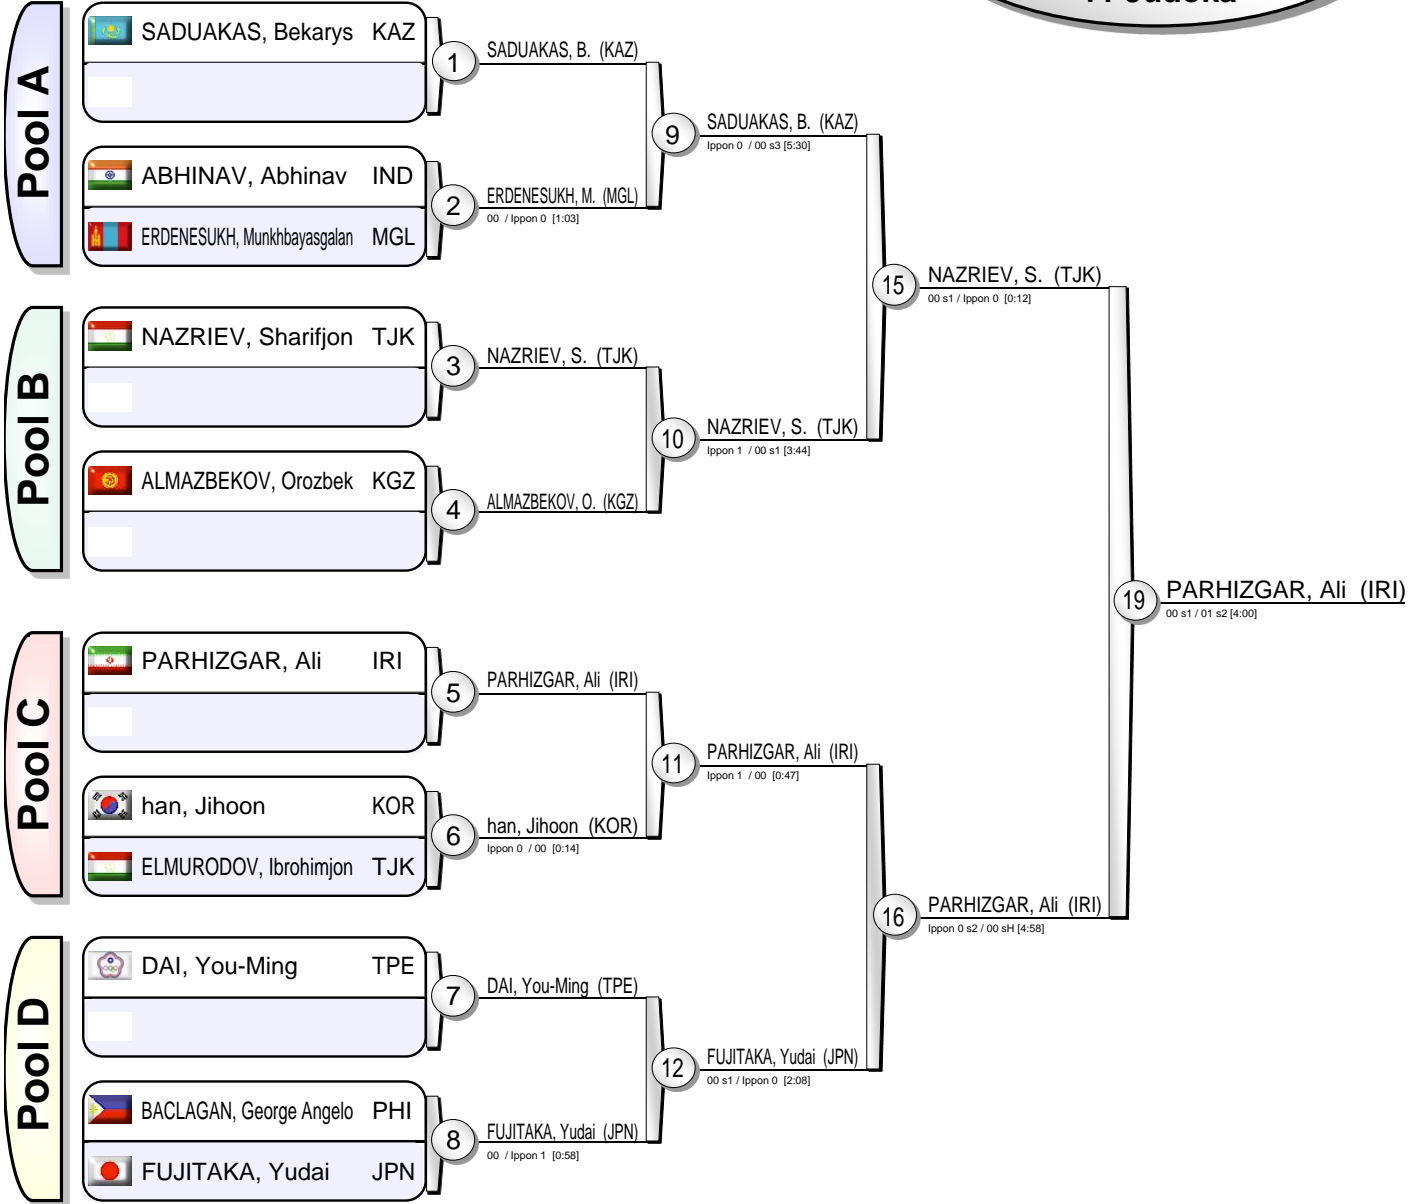 Pool A
SADUAKAS, Bekarys KAZ
ABHINAV, Abhinav IND
ERDENESUKH, Munkhbayasgalan MGL
Pool B
NAZRIEV, Sharifjon TJK
ALMAZBEKOV, Orozbek KGZ
Pool C
PARHIZGAR, Ali IRI
han, Jihoon KOR
ELMURODOV, Ibrohimjon TJK
Pool D
DAI, You-Ming TPE
BACLAGAN, George Angelo PHI
FUJITAKA, Yudai JPN
1
SADUAKAS, B. (KAZ)
2
ERDENESUKH, M. (MGL)
00 / Ippon 0 [1:03]
3
NAZRIEV, S. (TJK)
4
ALMAZBEKOV, O. (KGZ)
5
PARHIZGAR, Ali (IRI)
6
han, Jihoon (KOR)
Ippon 0 / 00 [0:14]
7
DAI, You-Ming (TPE)
8
FUJITAKA, Yudai (JPN)
00 / Ippon 1 [0:58]
9
SADUAKAS, B. (KAZ)
Ippon 0 / 00 s3 [5:30]
10
NAZRIEV, S. (TJK)
Ippon 1 / 00 s1 [3:44]
11
PARHIZGAR, Ali (IRI)
Ippon 1 / 00 [0:47]
12
FUJITAKA, Yudai (JPN)
00 s1 / Ippon 0 [2:08]
15
NAZRIEV, S. (TJK)
00 s1 / Ippon 0 [0:12]
16
PARHIZGAR, Ali (IRI)
Ippon 0 s2 / 00 sH [4:58]
19
PARHIZGAR, Ali (IRI)
00 s1 / 01 s2 [4:00]